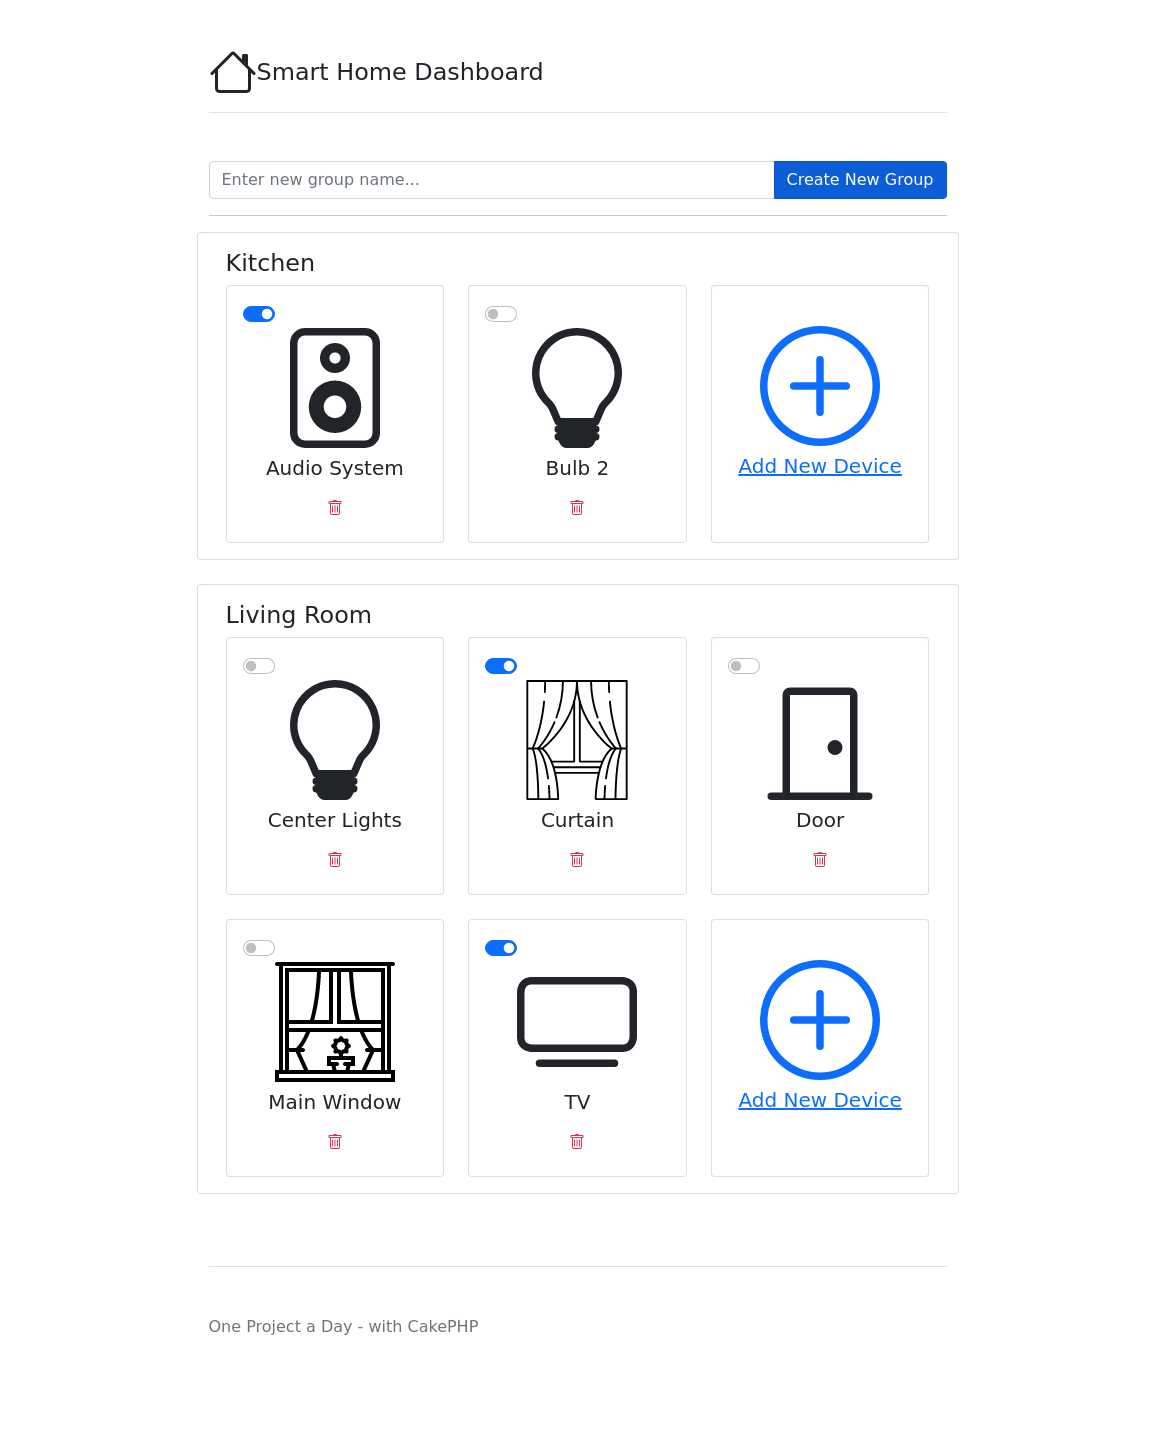 Smart Home Dashboard
Enter new group name...
Create New Group
Kitchen
Audio System
Bulb 2
Add New Device
Living Room
Center Lights
Curtain
Door
Main Window
TV
Add New Device
One Project a Day - with CakePHP